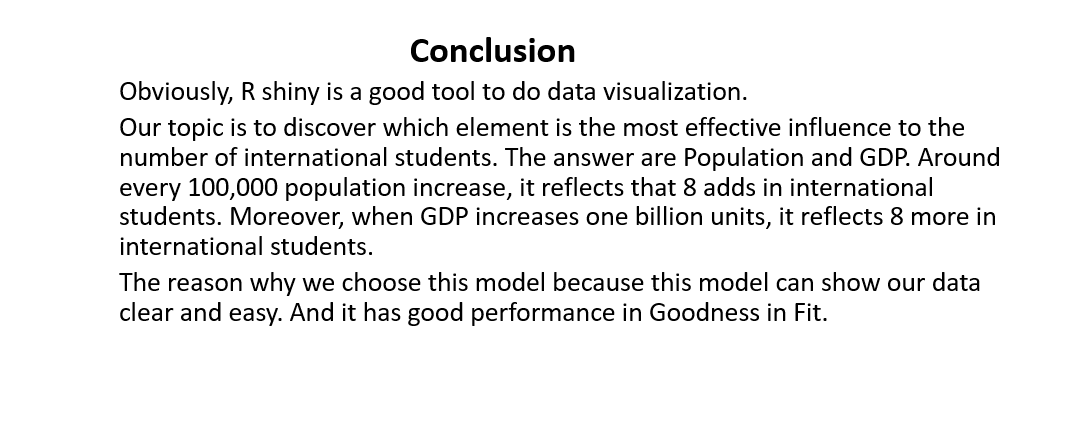 Conclusion
Obviously, R shiny is a good tool to do data visualization.
Our topic is to discover which element is the most effective influence to the
number of international students. The answer are Population and GDP. Around
every 100,000 population increase, it reflects that 8 adds in international
students. Moreover, when GDP increases one billion units, it reflects 8 more in
international students.
The reason why we choose this model because this model can show our data
clear and easy. And it has good performance in Goodness in Fit.